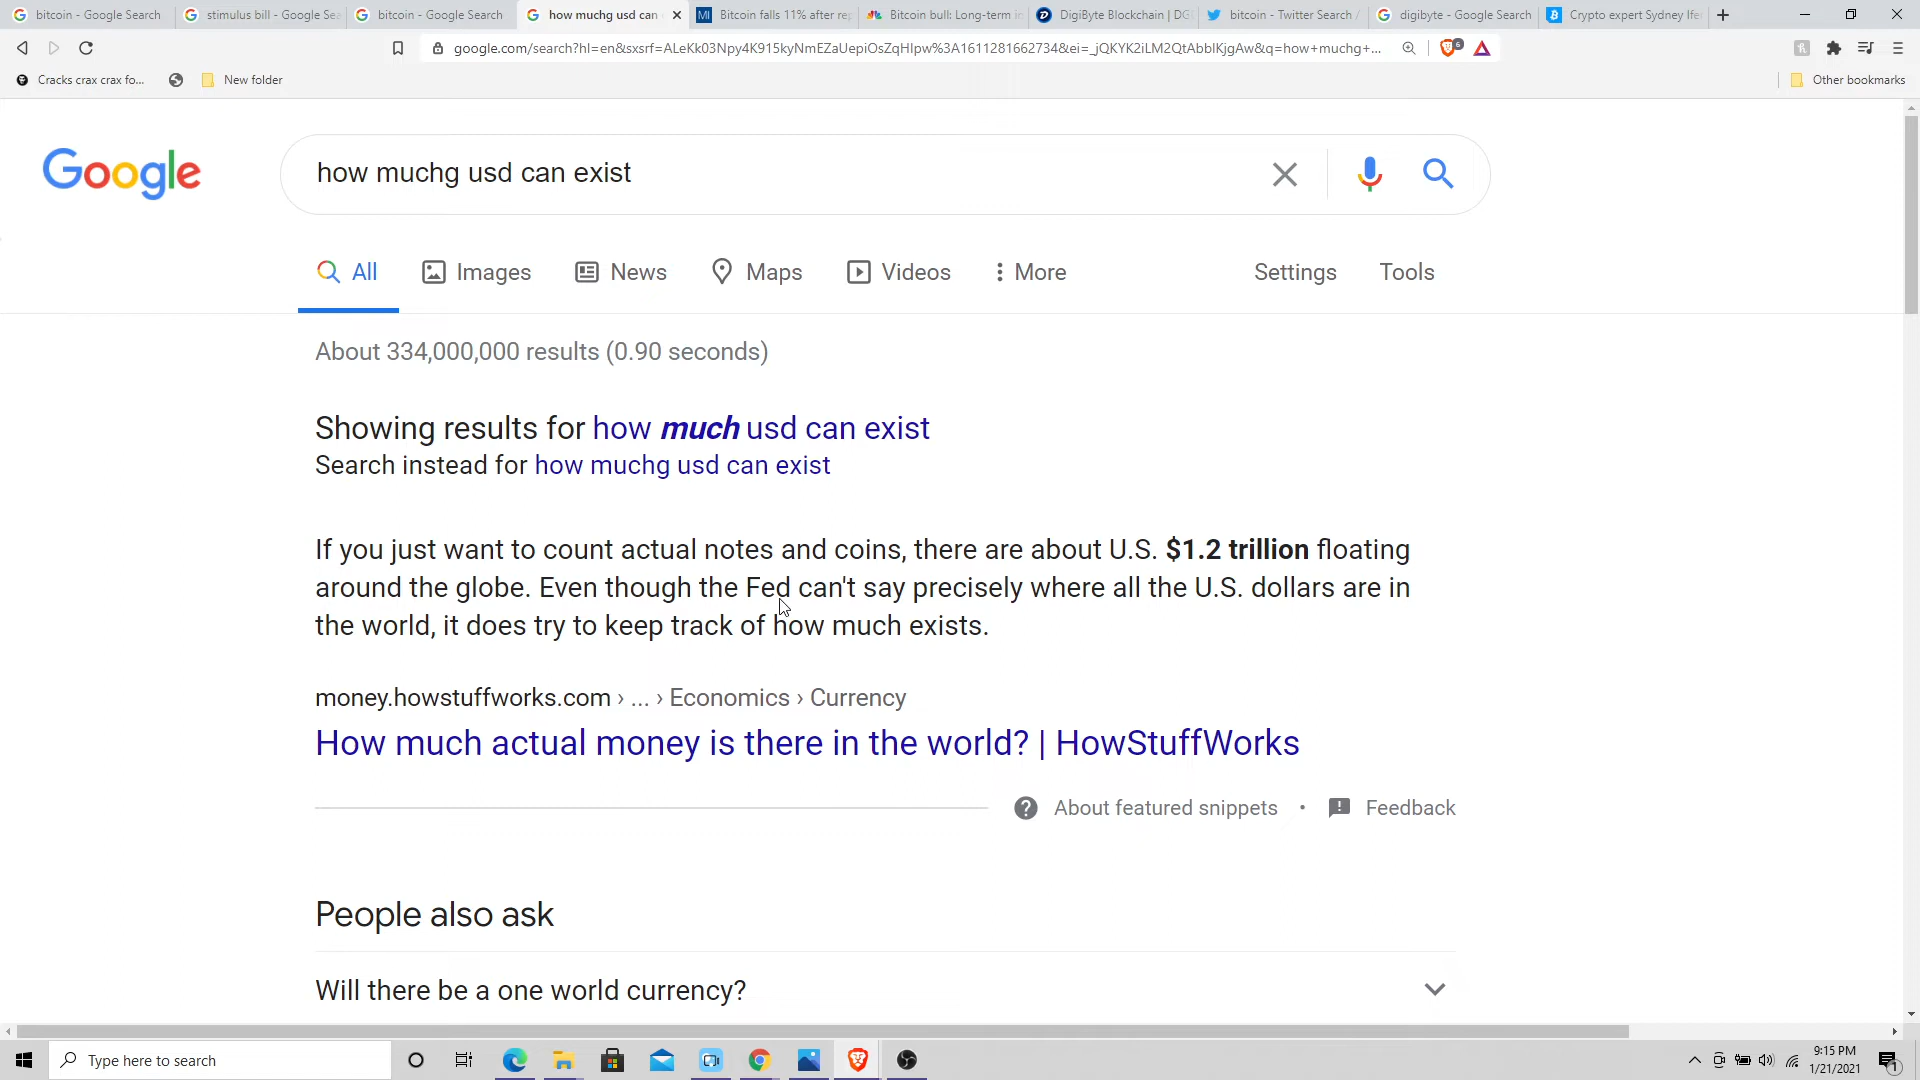 bitcoin - Google Search
stimulus bill - Google Sea
bitcoin - Google Search
how muchg usd can
Bitcoin falls 11% after rep
Bitcoin bull: Long-term in
DigiByte Blockchain | DG
bitcoin - Twitter Search /
digibyte - Google Search
Crypto expert Sydney Ife
google.com/search?hl=en&sxsrf=ALeKk03Npy4K915kyNmEZaUepiOsZqHIpw%3A1611281662734&ei=_jQKYK2iLM2QtAbblKjgAw&q=how+muchg+...
6
Cracks crax crax fo...
New folder
Other bookmarks
Google
how muchg usd can exist
All
Images
News
Maps
Videos
More
Settings
Tools
About 334,000,000 results (0.90 seconds)
Showing results for how much usd can exist
Search instead for how muchg usd can exist
If you just want to count actual notes and coins, there are about U.S. $1.2 trillion floating
around the globe. Even though the Fed can't say precisely where all the U.S. dollars are in
the world, it does try to keep track of how much exists.
money.howstuffworks.com › ... › Economics › Currency
How much actual money is there in the world? | HowStuffWorks
About featured snippets • Feedback
People also ask
Will there be a one world currency?
Type here to search
9:15 PM
1/21/2021
1